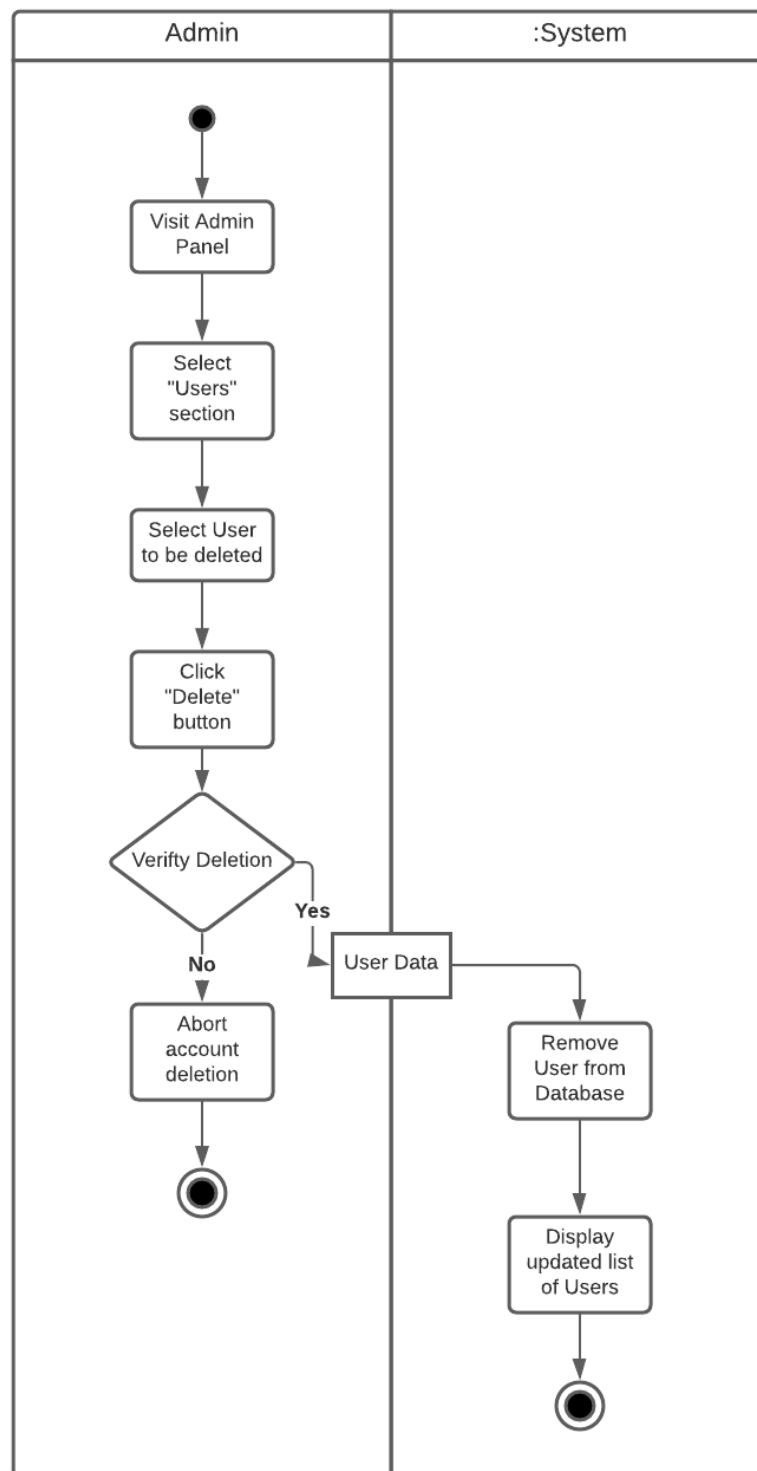 Admin
:System
Visit Admin
Panel
Select
"Users"
section
Select User
to be deleted
Click
"Delete"
button
Verifty Deletion
Yes
No
User Data
Abort
account
deletion
Remove
User from
Database
Display
updated list
of Users